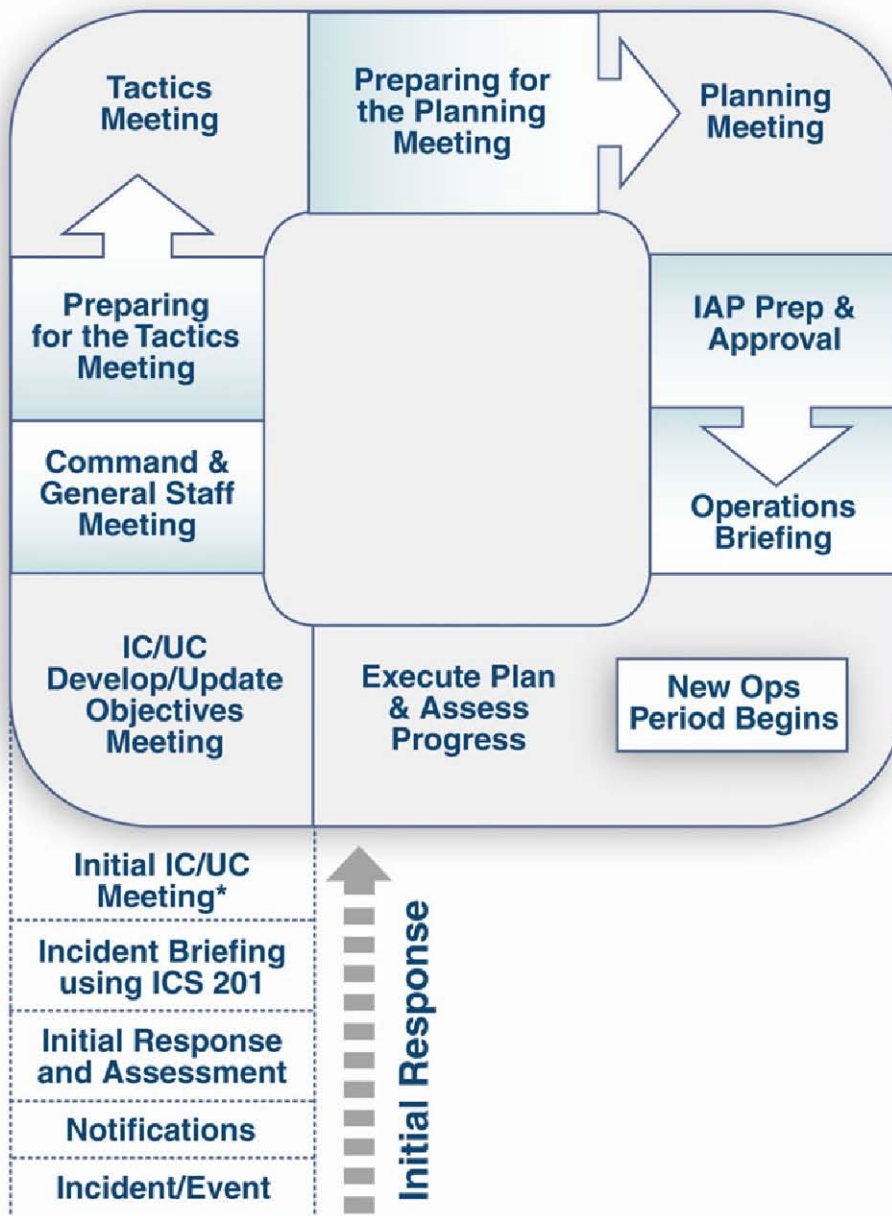 Tactics
Meeting
Preparing for
the Planning
Meeting
Planning
Meeting
Preparing
for the Tactics
Meeting
IAP Prep &
Approval
Command &
General Staff
Meeting
Operations
Briefing
IC/UC
Develop/Update
Objectives
Meeting
Execute Plan
& Assess
Progress
New Ops
Period Begins
Initial IC/UC
Meeting*
Incident Briefing
using ICS 201
Initial Response
and Assessment
Notifications
Incident/Event
Initial Response